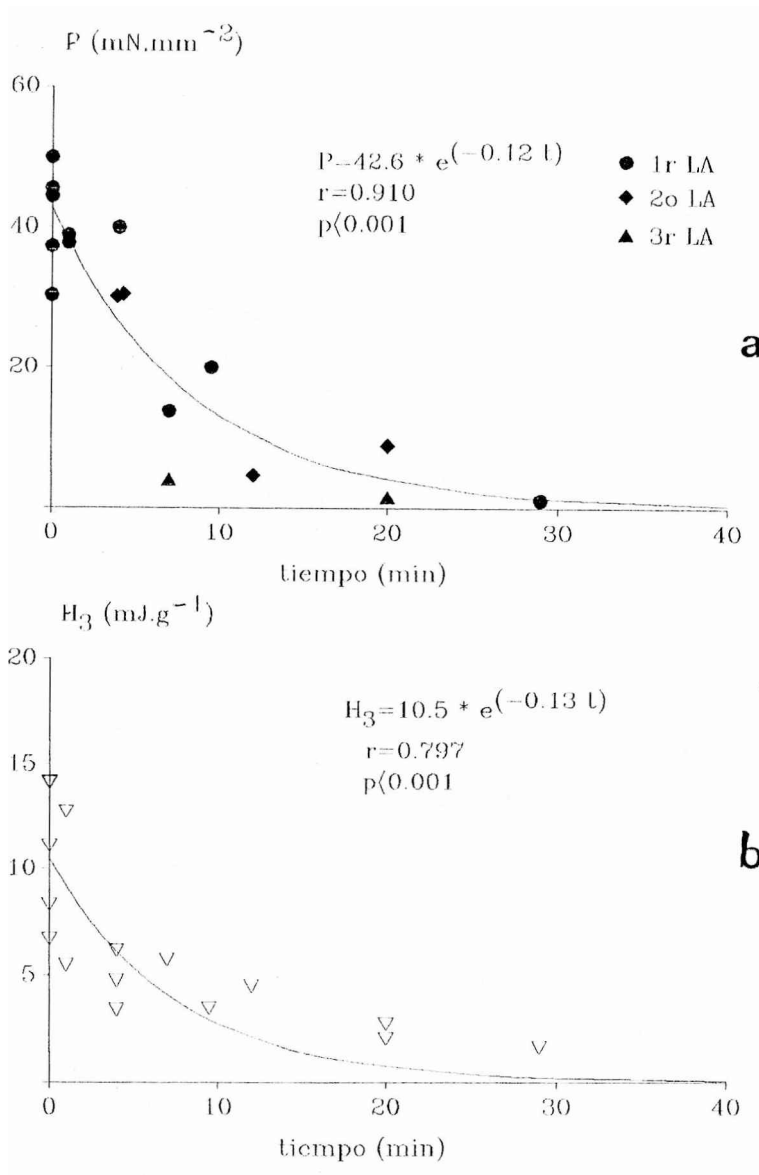 P (mN.mm⁻²)
60
40
20
P=42.6 * e(−0.12 t)
r=0.910
p⟨0.001
● 1r LA
◆ 2o LA
▲ 3r LA
a
0 10 20 30 40
tiempo (min)
H₃ (mJ.g⁻¹)
20
15
10
5
H₃=10.5 * e(−0.13 t)
r=0.797
p⟨0.001
b
0 10 20 30 40
tiempo (min)